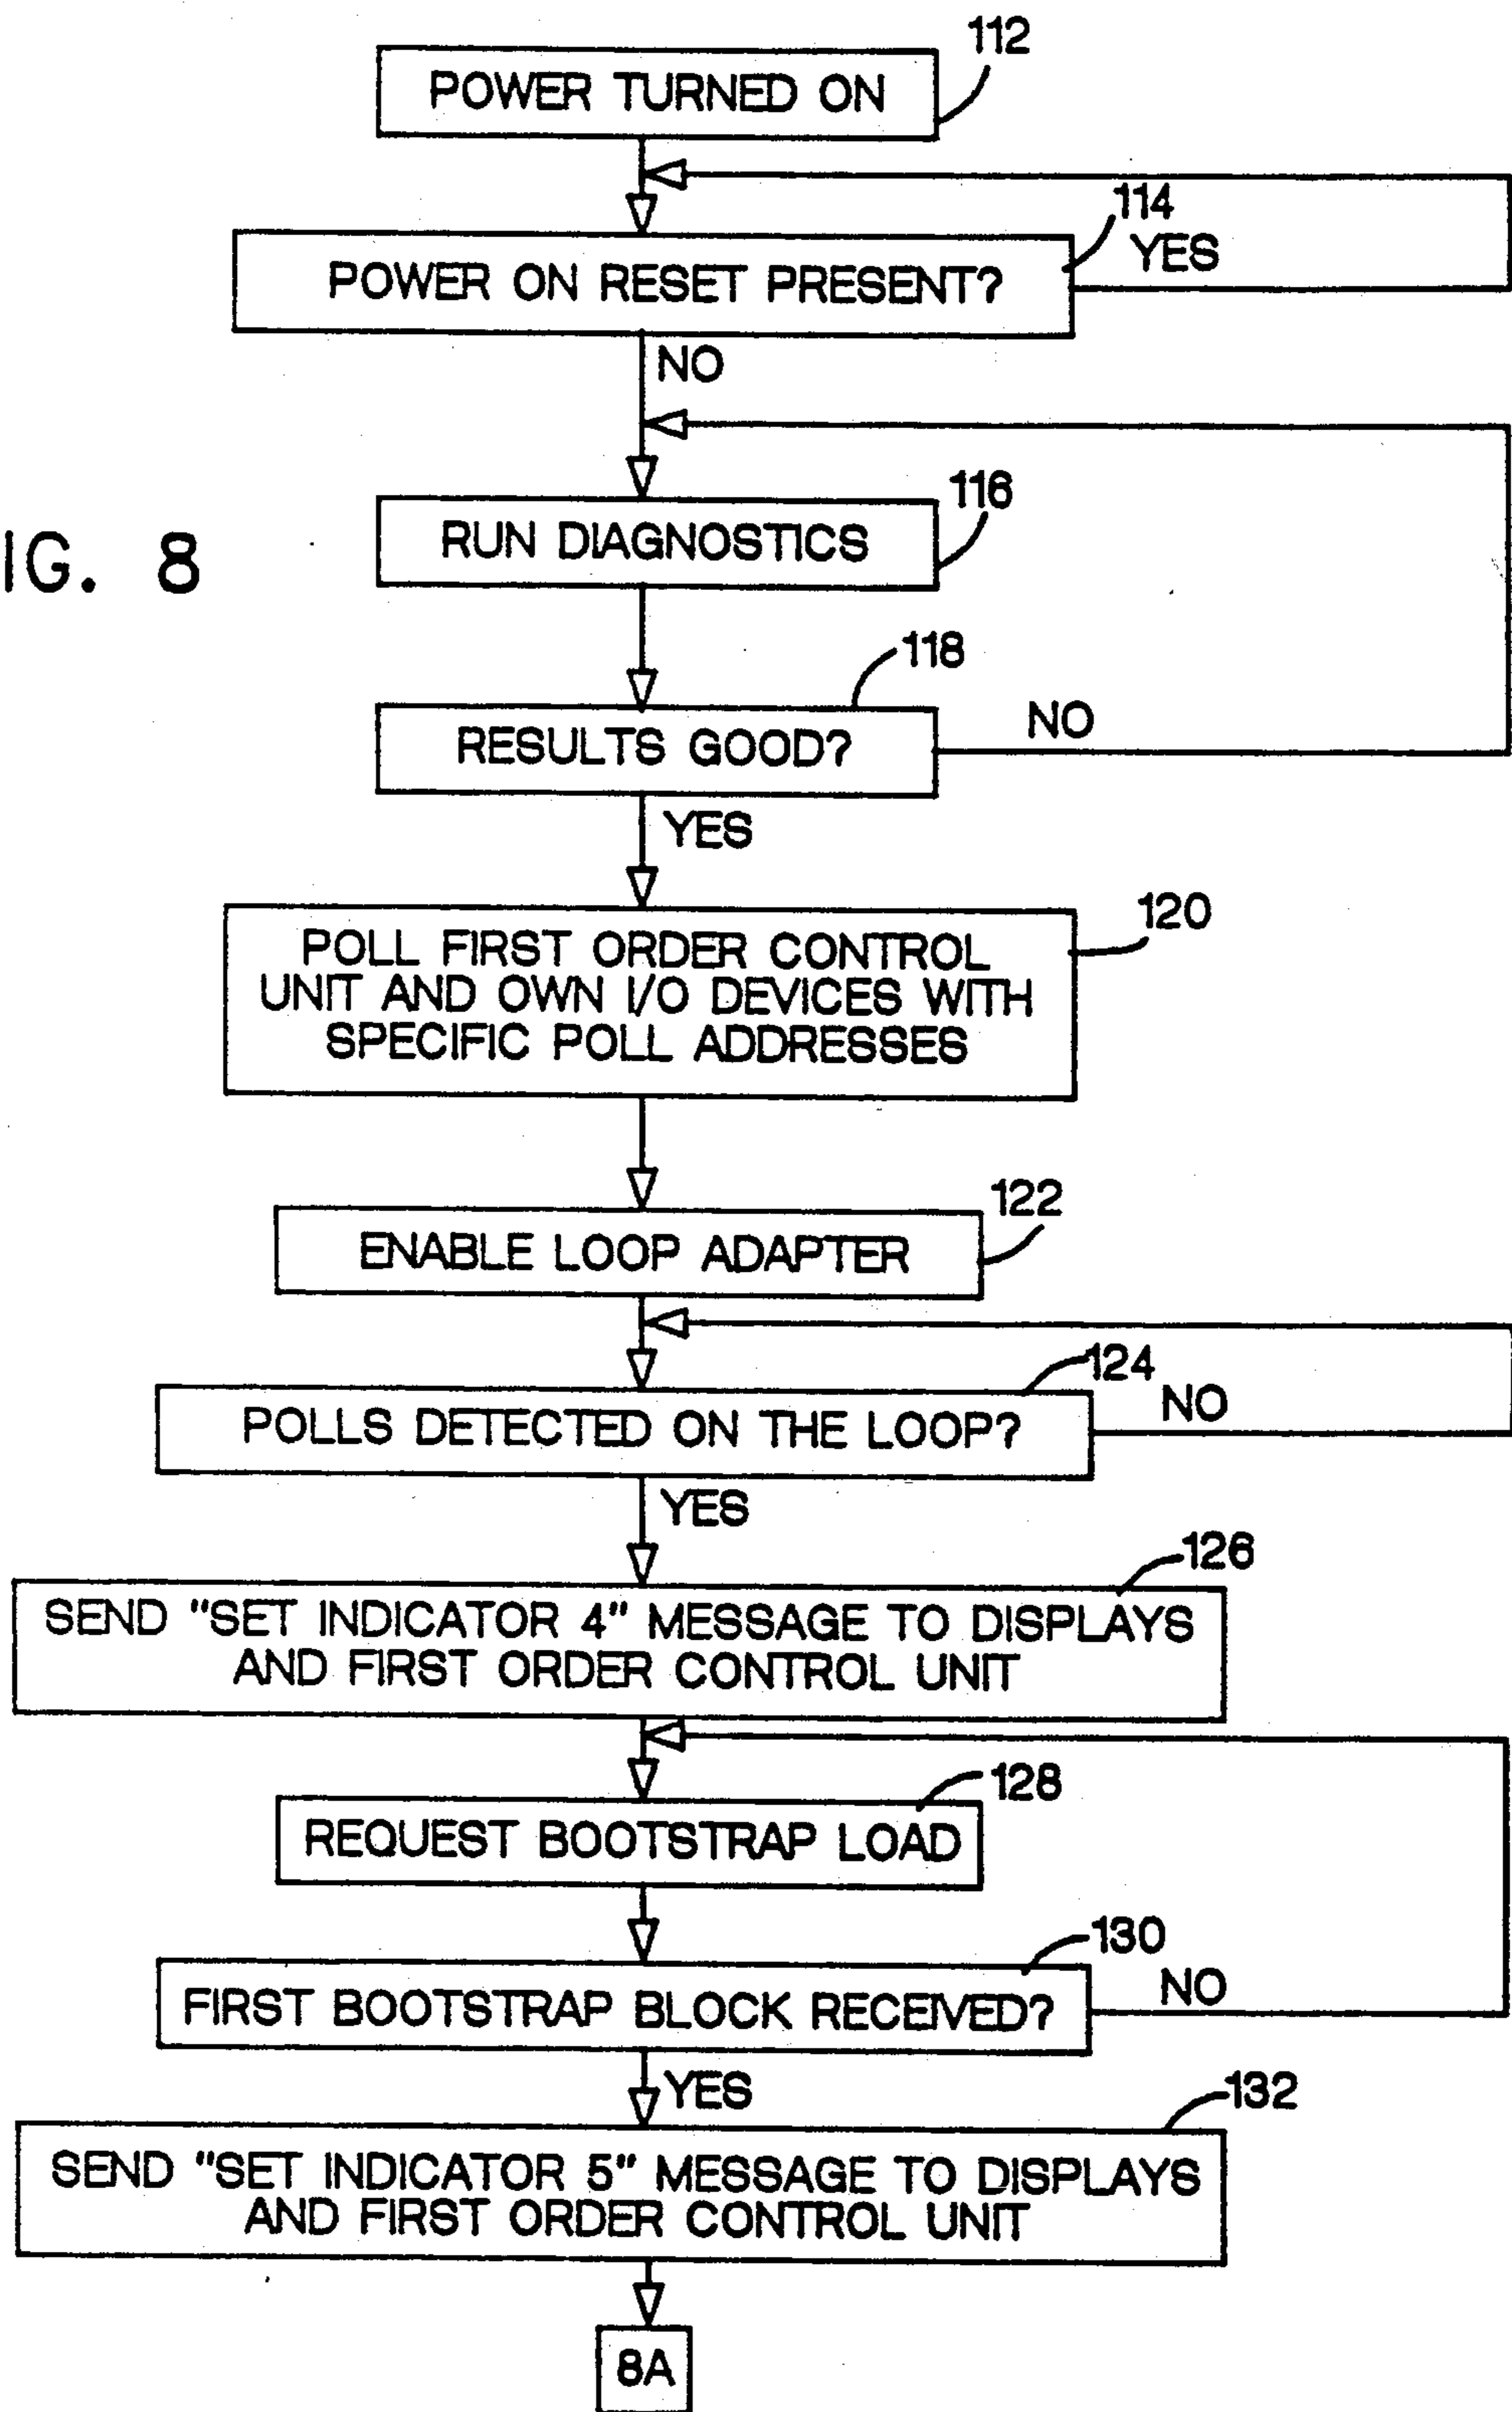 112
POWER TURNED ON
114
YES
POWER ON RESET PRESENT?
NO
116
RUN DIAGNOSTICS
IG. 8
118
NO
RESULTS GOOD?
YES
120
POLL FIRST ORDER CONTROL
UNIT AND OWN I/O DEVICES WITH
SPECIFIC POLL ADDRESSES
122
ENABLE LOOP ADAPTER
124
NO
POLLS DETECTED ON THE LOOP?
YES
126
SEND "SET INDICATOR 4" MESSAGE TO DISPLAYS
AND FIRST ORDER CONTROL UNIT
128
REQUEST BOOTSTRAP LOAD
130
NO
FIRST BOOTSTRAP BLOCK RECEIVED?
YES
132
SEND "SET INDICATOR 5" MESSAGE TO DISPLAYS
AND FIRST ORDER CONTROL UNIT
8A